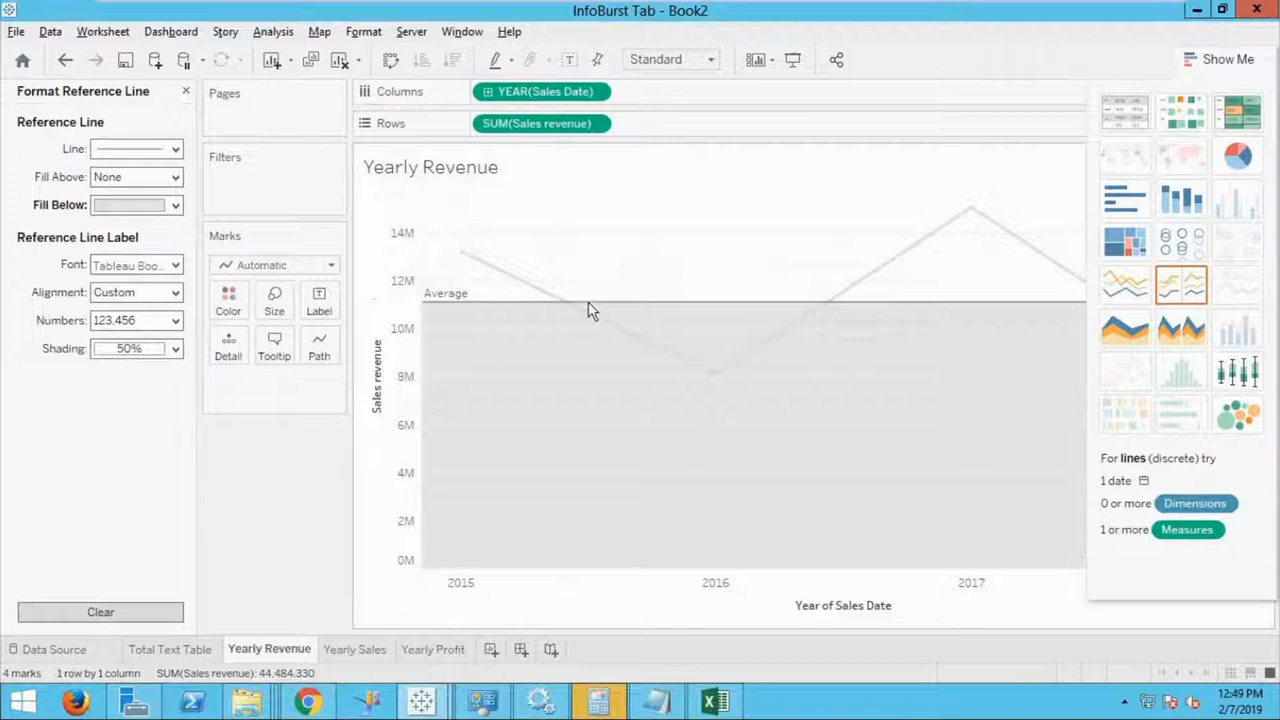 InfoBurst Tab - Book2
File Data Worksheet Dashboard Story Analysis Map Format Server Window Help
Standard
Show Me
Format Reference Line
Reference Line
Line:
Fill Above: None
Fill Below:
Reference Line Label
Font: Tableau Boo...
Alignment: Custom
Numbers: 123,456
Shading: 50%
Clear
Pages
Filters
Marks
Automatic
Color Size Label
Detail Tooltip Path
Columns YEAR(Sales Date)
Rows SUM(Sales revenue)
Yearly Revenue
14M
12M
Average
10M
8M
6M
4M
2M
0M
Sales revenue
2015 2016 2017
Year of Sales Date
For lines (discrete) try
1 date
0 or more Dimensions
1 or more Measures
Data Source Total Text Table Yearly Revenue Yearly Sales Yearly Profit
4 marks 1 row by 1 column SUM(Sales revenue): 44,484,330
12:49 PM
2/7/2019